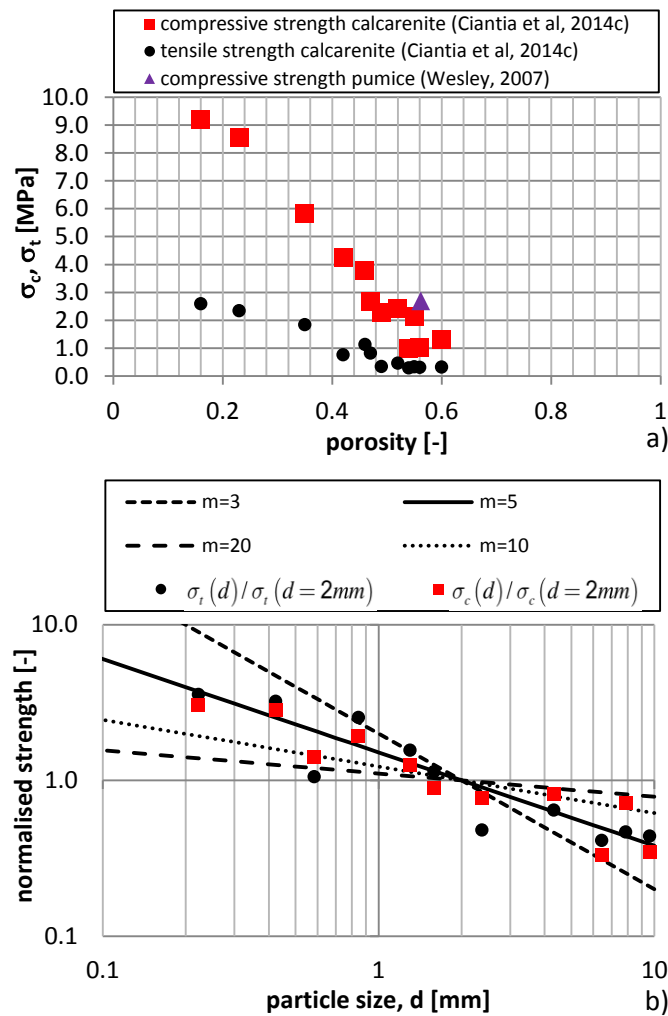 compressive strength calcarenite (Ciantia et al, 2014c)
tensile strength calcarenite (Ciantia et al, 2014c)
compressive strength pumice (Wesley, 2007)
10.0
9.0
8.0
7.0
6.0
5.0
4.0
3.0
2.0
1.0
0.0
σc, σt [MPa]
0 0.2 0.4 0.6 0.8 1
porosity [-]
a)
m=3 m=5
m=20 m=10
σt(d)/σt(d=2mm) σc(d)/σc(d=2mm)
10.0
1.0
0.1
normalised strength [-]
0.1 1 10
particle size, d [mm]
b)